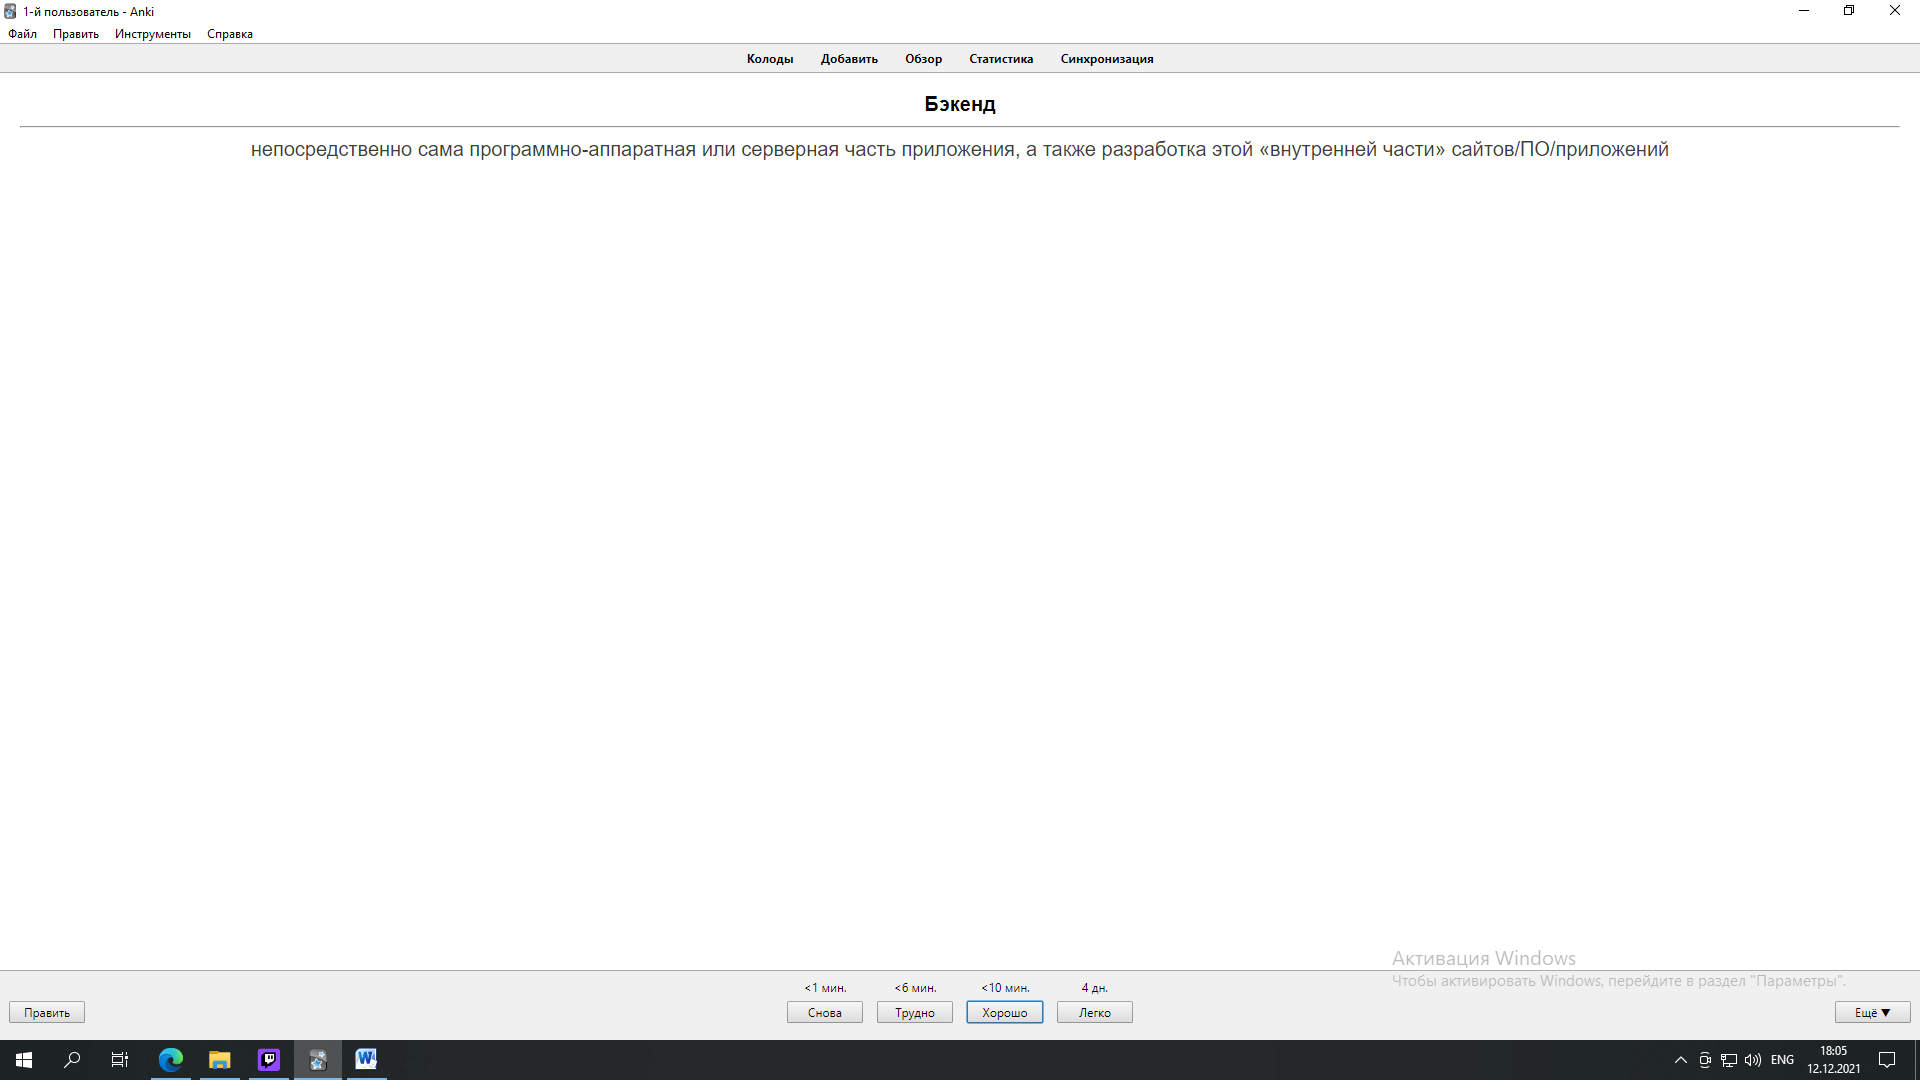 1-й пользователь - Anki
Файл Править Инструменты Справка
Колоды Добавить Обзор Статистика Синхронизация
Бэкенд
непосредственно сама программно-аппаратная или серверная часть приложения, а также разработка этой «внутренней части» сайтов/ПО/приложений
Активация Windows
Чтобы активировать Windows, перейдите в раздел "Параметры".
<1 мин. <6 мин. <10 мин. 4 дн.
Править Снова Трудно Хорошо Легко Ещё ▼
ENG
18:05
12.12.2021